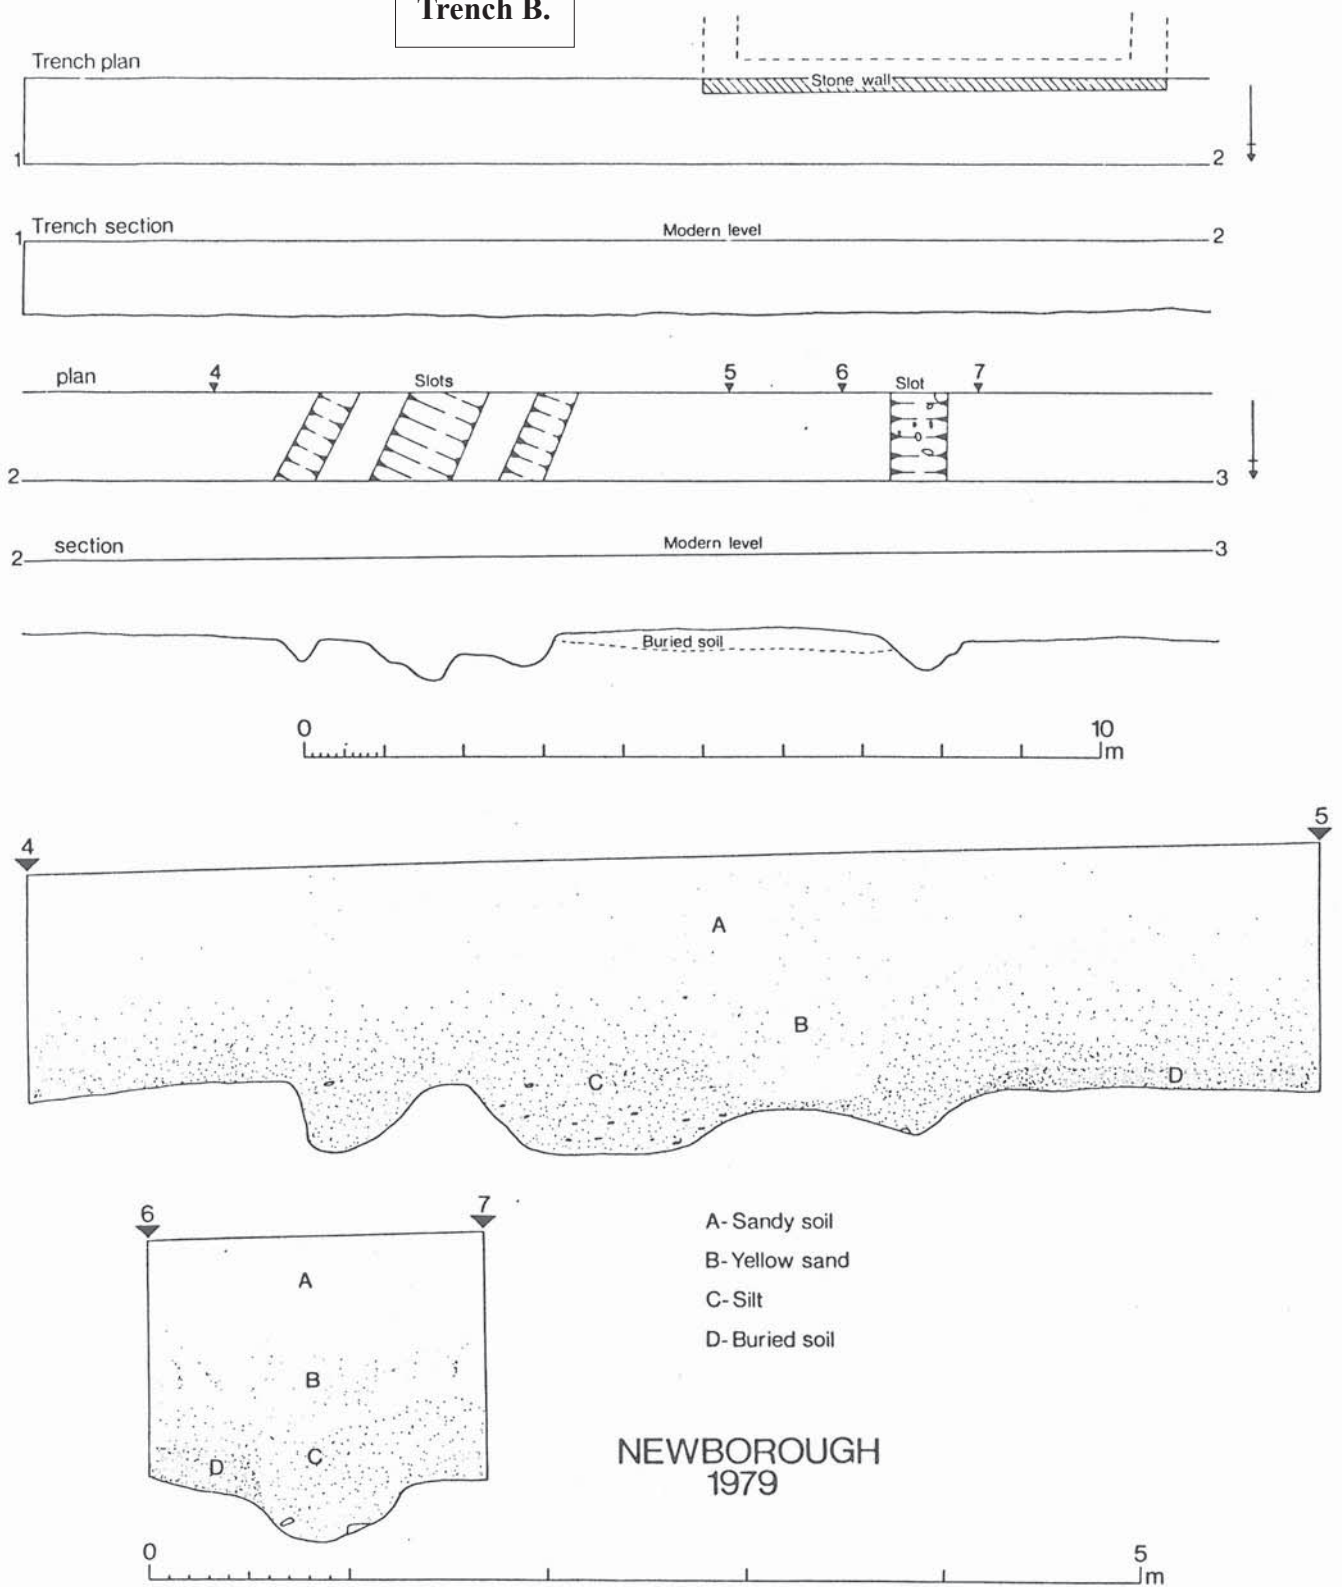 Trench B.
Trench plan
Stone wall
1
2
Trench section
1
Modern level
2
plan
4
Slots
5
6
Slot
7
2
3
section
2
Modern level
3
Buried soil
0
10
m
4
5
A
B
C
D
6
7
A
B
C
D
A- Sandy soil
B- Yellow sand
C- Silt
D- Buried soil
NEWBOROUGH
1979
0
5
m